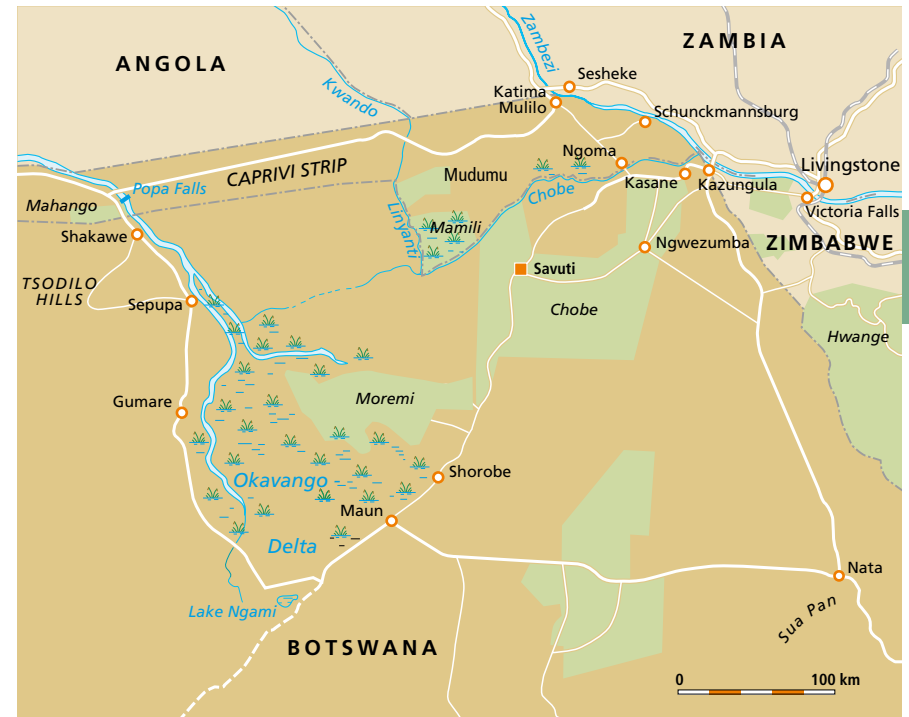 ZAMBIA
ANGOLA
Zambezi
Sesheke
Kwando
Katima
Mulilo
Schunckmannsburg
Ngoma
CAPRIVI STRIP
Mudumu
Livingstone
Popa Falls
Chobe
Kasane
Kazungula
Mahango
Linyanti
Mamili
Victoria Falls
Shakawe
ZIMBABWE
Ngwezumba
Savuti
TSODILO
HILLS
Sepupa
Chobe
Hwange
Moremi
Gumare
Shorobe
Okavango
Maun
Delta
Nata
Lake Ngami
Sua Pan
BOTSWANA
0
100 km